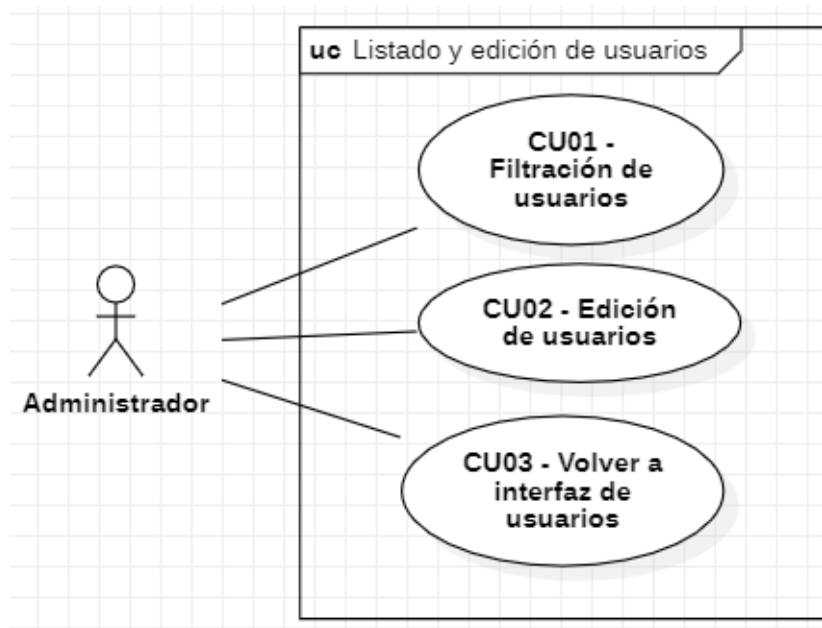 uc Listado y edición de usuarios
CU01 -
Filtración de
usuarios
CU02 - Edición
de usuarios
Administrador
CU03 - Volver a
interfaz de
usuarios